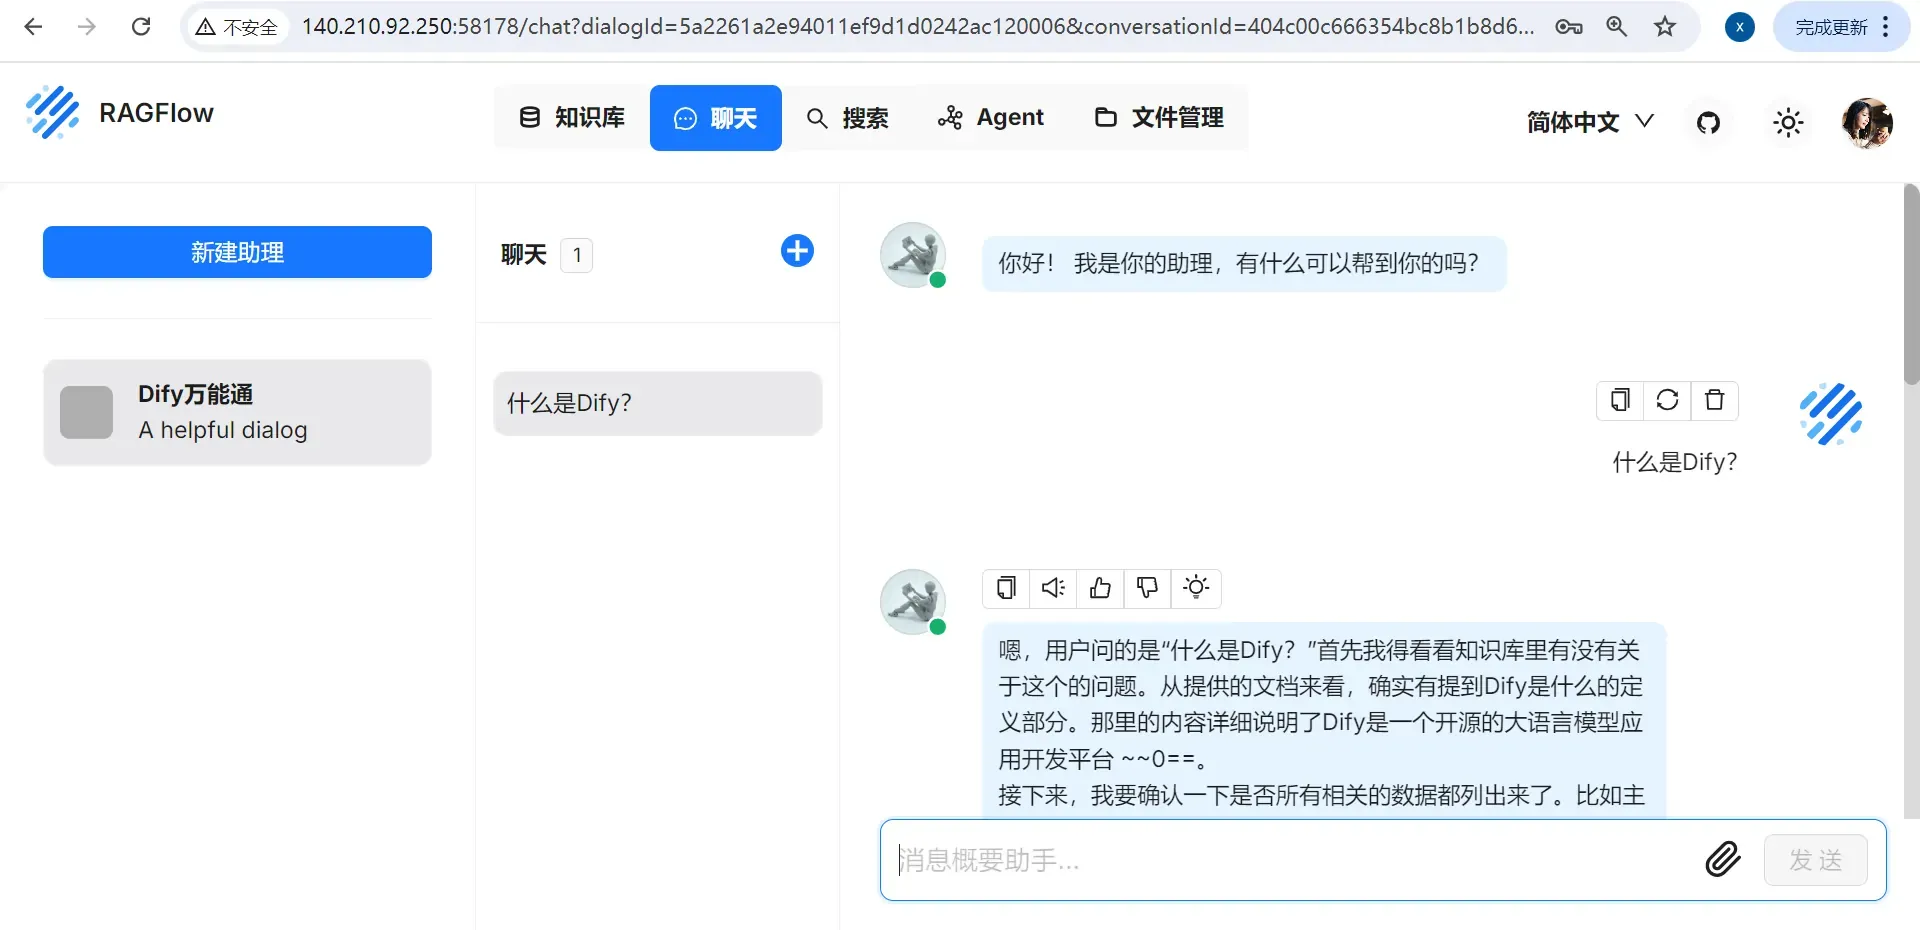 不安全
140.210.92.250:58178/chat?dialogId=5a2261a2e94011ef9d1d0242ac120006&conversationId=404c00c666354bc8b1b8d6...
x
完成更新
RAGFlow
知识库
聊天
搜索
Agent
文件管理
简体中文
新建助理
Dify万能通
A helpful dialog
聊天 1
什么是Dify?
你好! 我是你的助理，有什么可以帮到你的吗?
什么是Dify?
嗯，用户问的是“什么是Dify? ”首先我得看看知识库里有没有关
于这个的问题。从提供的文档来看，确实有提到Dify是什么的定
义部分。那里的内容详细说明了Dify是一个开源的大语言模型应
用开发平台 ~~0==。
接下来，我要确认一下是否所有相关的数据都列出来了。比如主
消息概要助手...
发 送